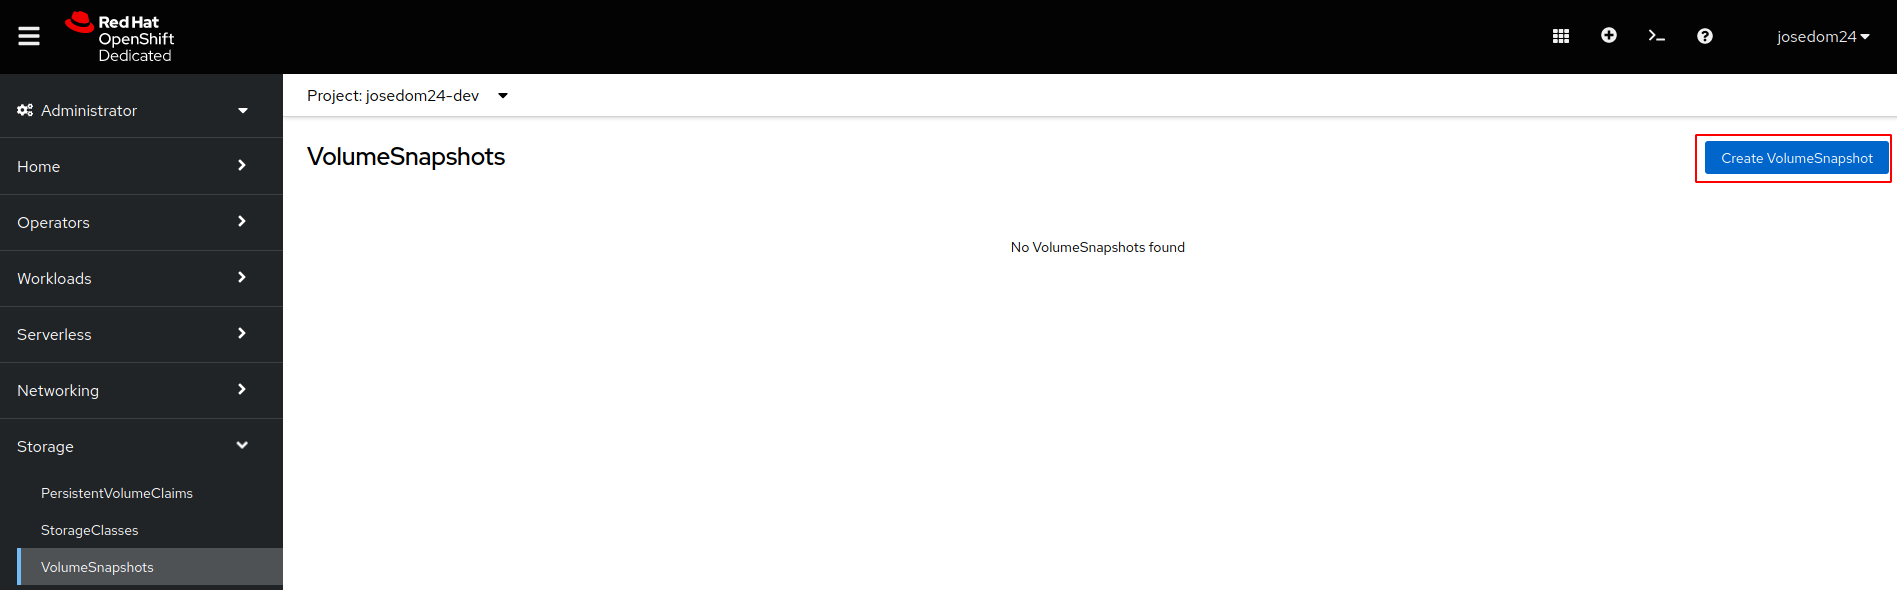 Red Hat
OpenShift
Dedicated
josedom24
Administrator
Home
Operators
Workloads
Serverless
Networking
Storage
PersistentVolumeClaims
StorageClasses
VolumeSnapshots
Project: josedom24-dev
VolumeSnapshots
Create VolumeSnapshot
No VolumeSnapshots found